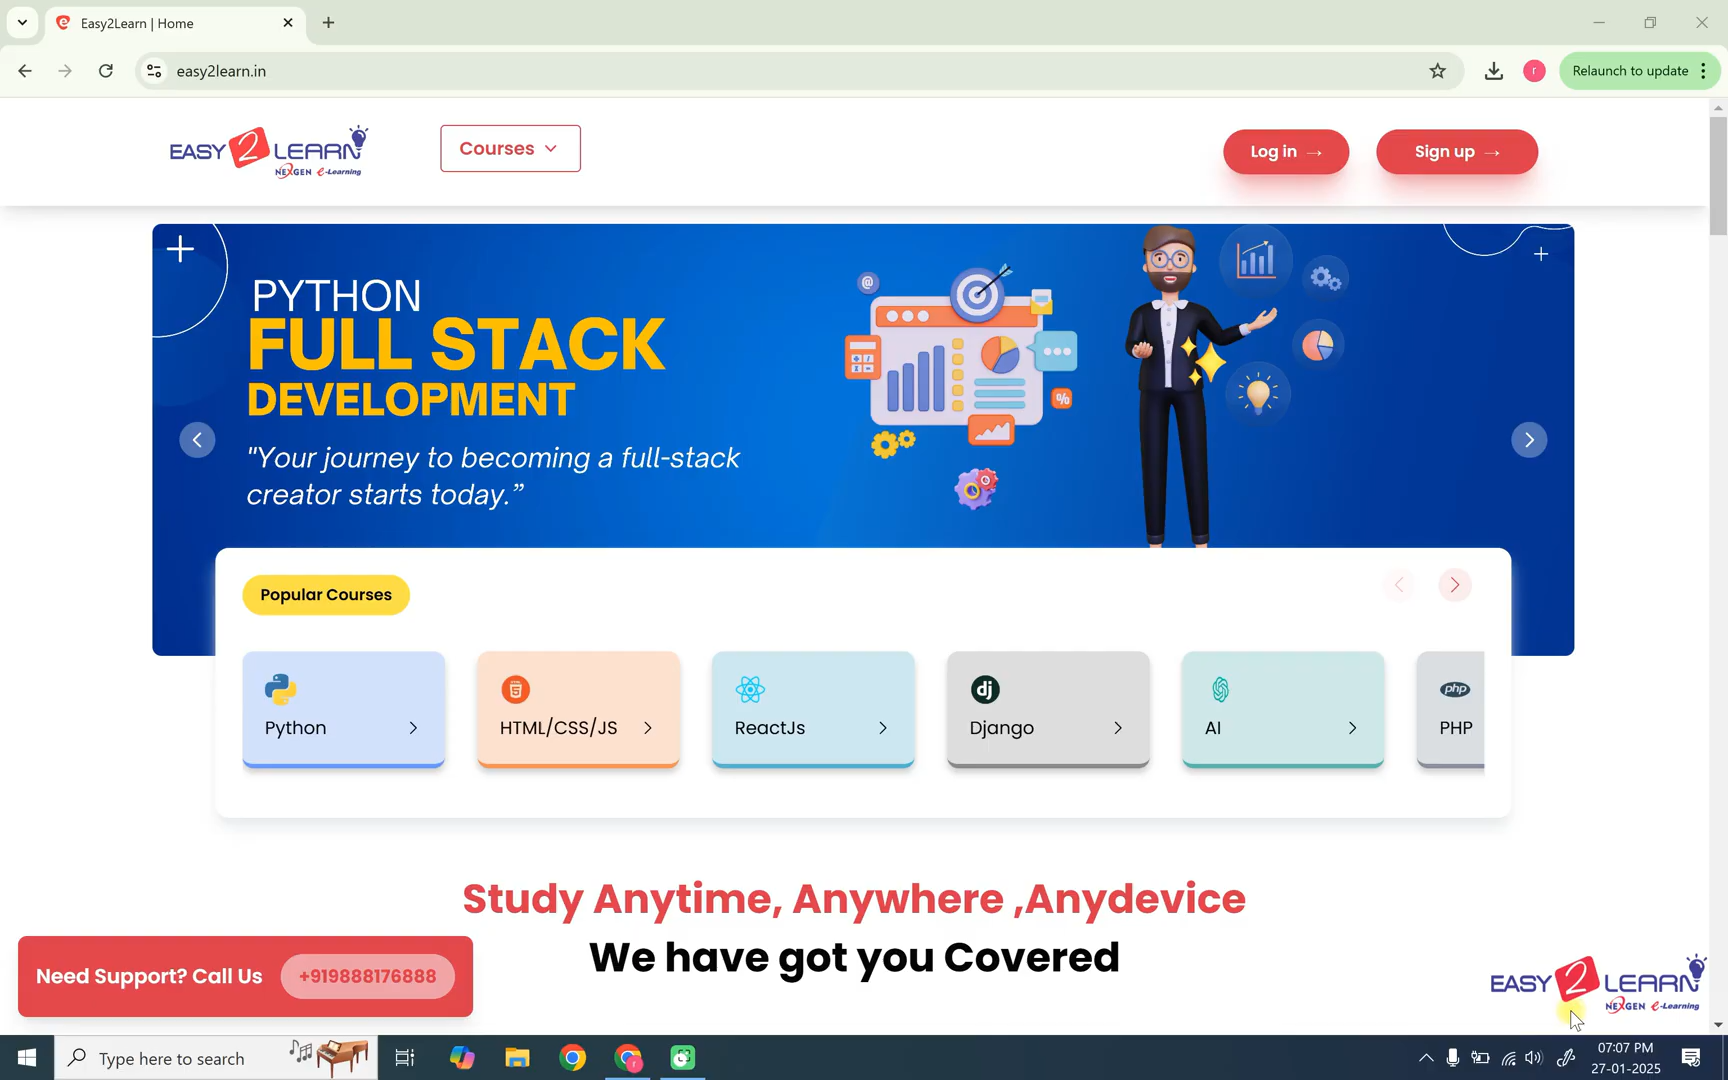 Easy2Learn | Home
easy2learn.in
r
Relaunch to update
EASY 2 LEARN
NEXGEN e-Learning
Courses
Log in →
Sign up →
PYTHON
FULL STACK
DEVELOPMENT
"Your journey to becoming a full-stack
creator starts today.”
@
%
Popular Courses
Python
HTML/CSS/JS
ReactJs
dj
Django
AI
php
PHP
Study Anytime, Anywhere ,Anydevice
We have got you Covered
Need Support? Call Us
+919888176888
EASY 2 LEARN
NEXGEN e-Learning
Type here to search
07:07 PM
27-01-2025